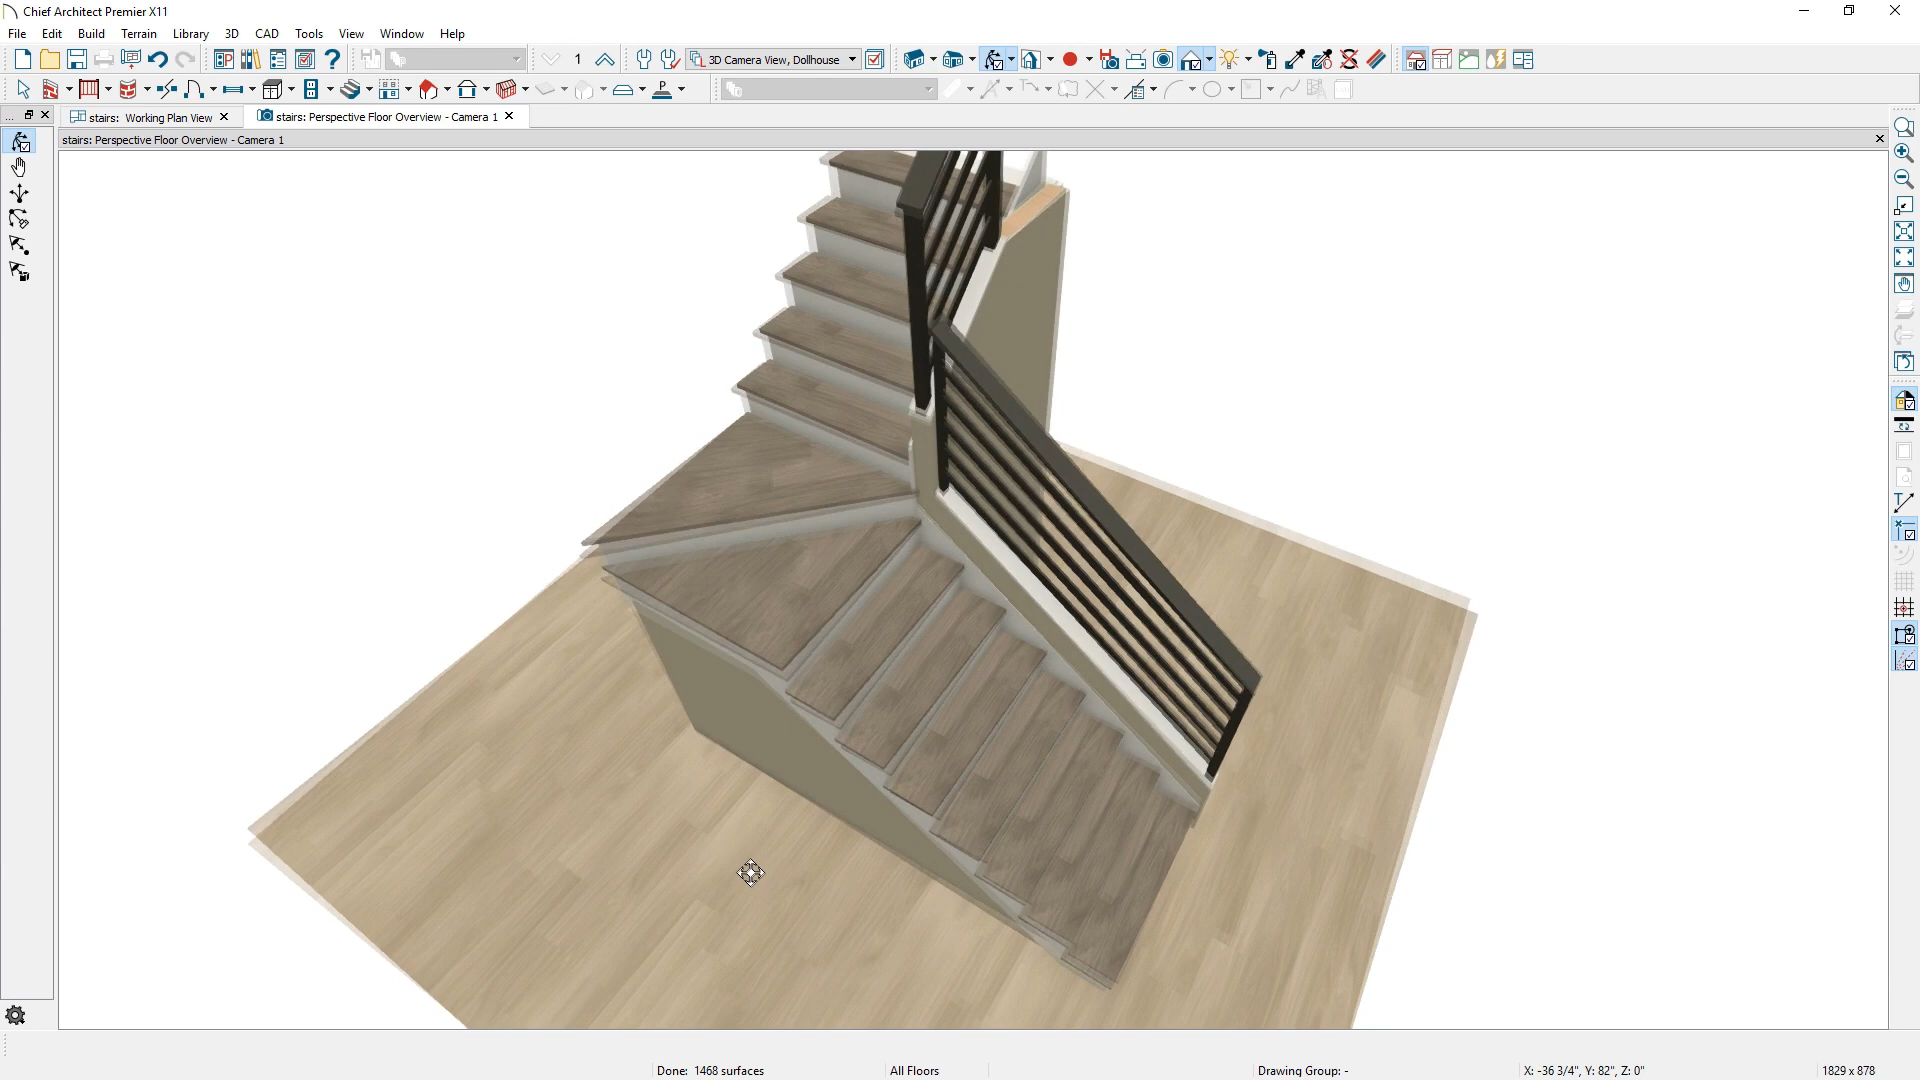 Chief Architect Premier X11
File Edit Build Terrain Library 3D CAD Tools Window View Help
1 3D Camera View, Dollhouse
P
... stairs: Working Plan View stairs: Perspective Floor Overview - Camera 1
stairs: Perspective Floor Overview - Camera 1
T
Done: 1468 surfaces All Floors Drawing Group: - X: -36 3/4", Y: 82", Z: 0" 1829 x 878